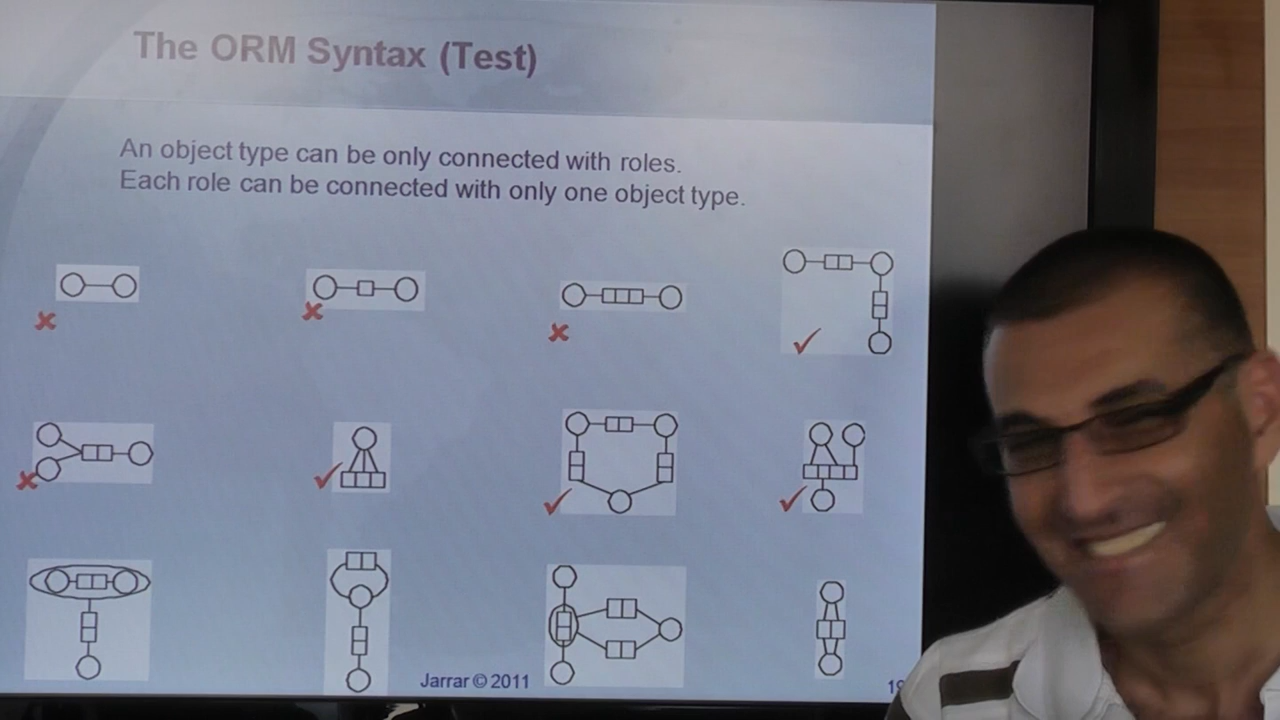 The ORM Syntax (Test)
An object type can be only connected with roles.
Each role can be connected with only one object type.
Jarrar © 2011